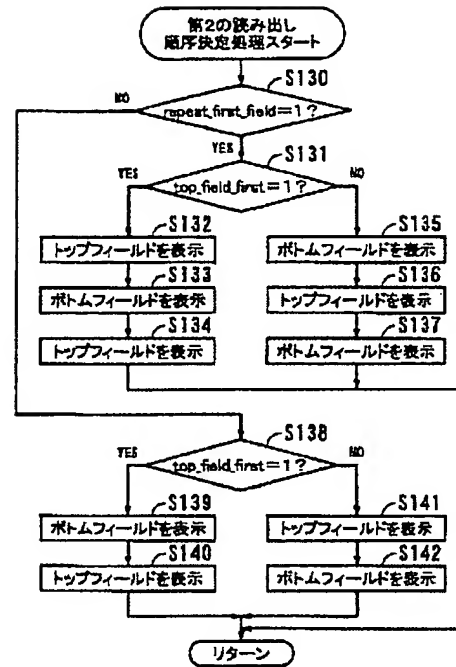 第2の読み出し
順序決定処理スタート
S130
NO
repeat_first_field=1?
YES
S131
YES
top_field_first=1?
NO
S132
トップフィールドを表示
S133
ボトムフィールドを表示
S134
トップフィールドを表示
S135
ボトムフィールドを表示
S136
トップフィールドを表示
S137
ボトムフィールドを表示
S138
YES
top_field_first=1?
NO
S139
ボトムフィールドを表示
S140
トップフィールドを表示
S141
トップフィールドを表示
S142
ボトムフィールドを表示
リターン